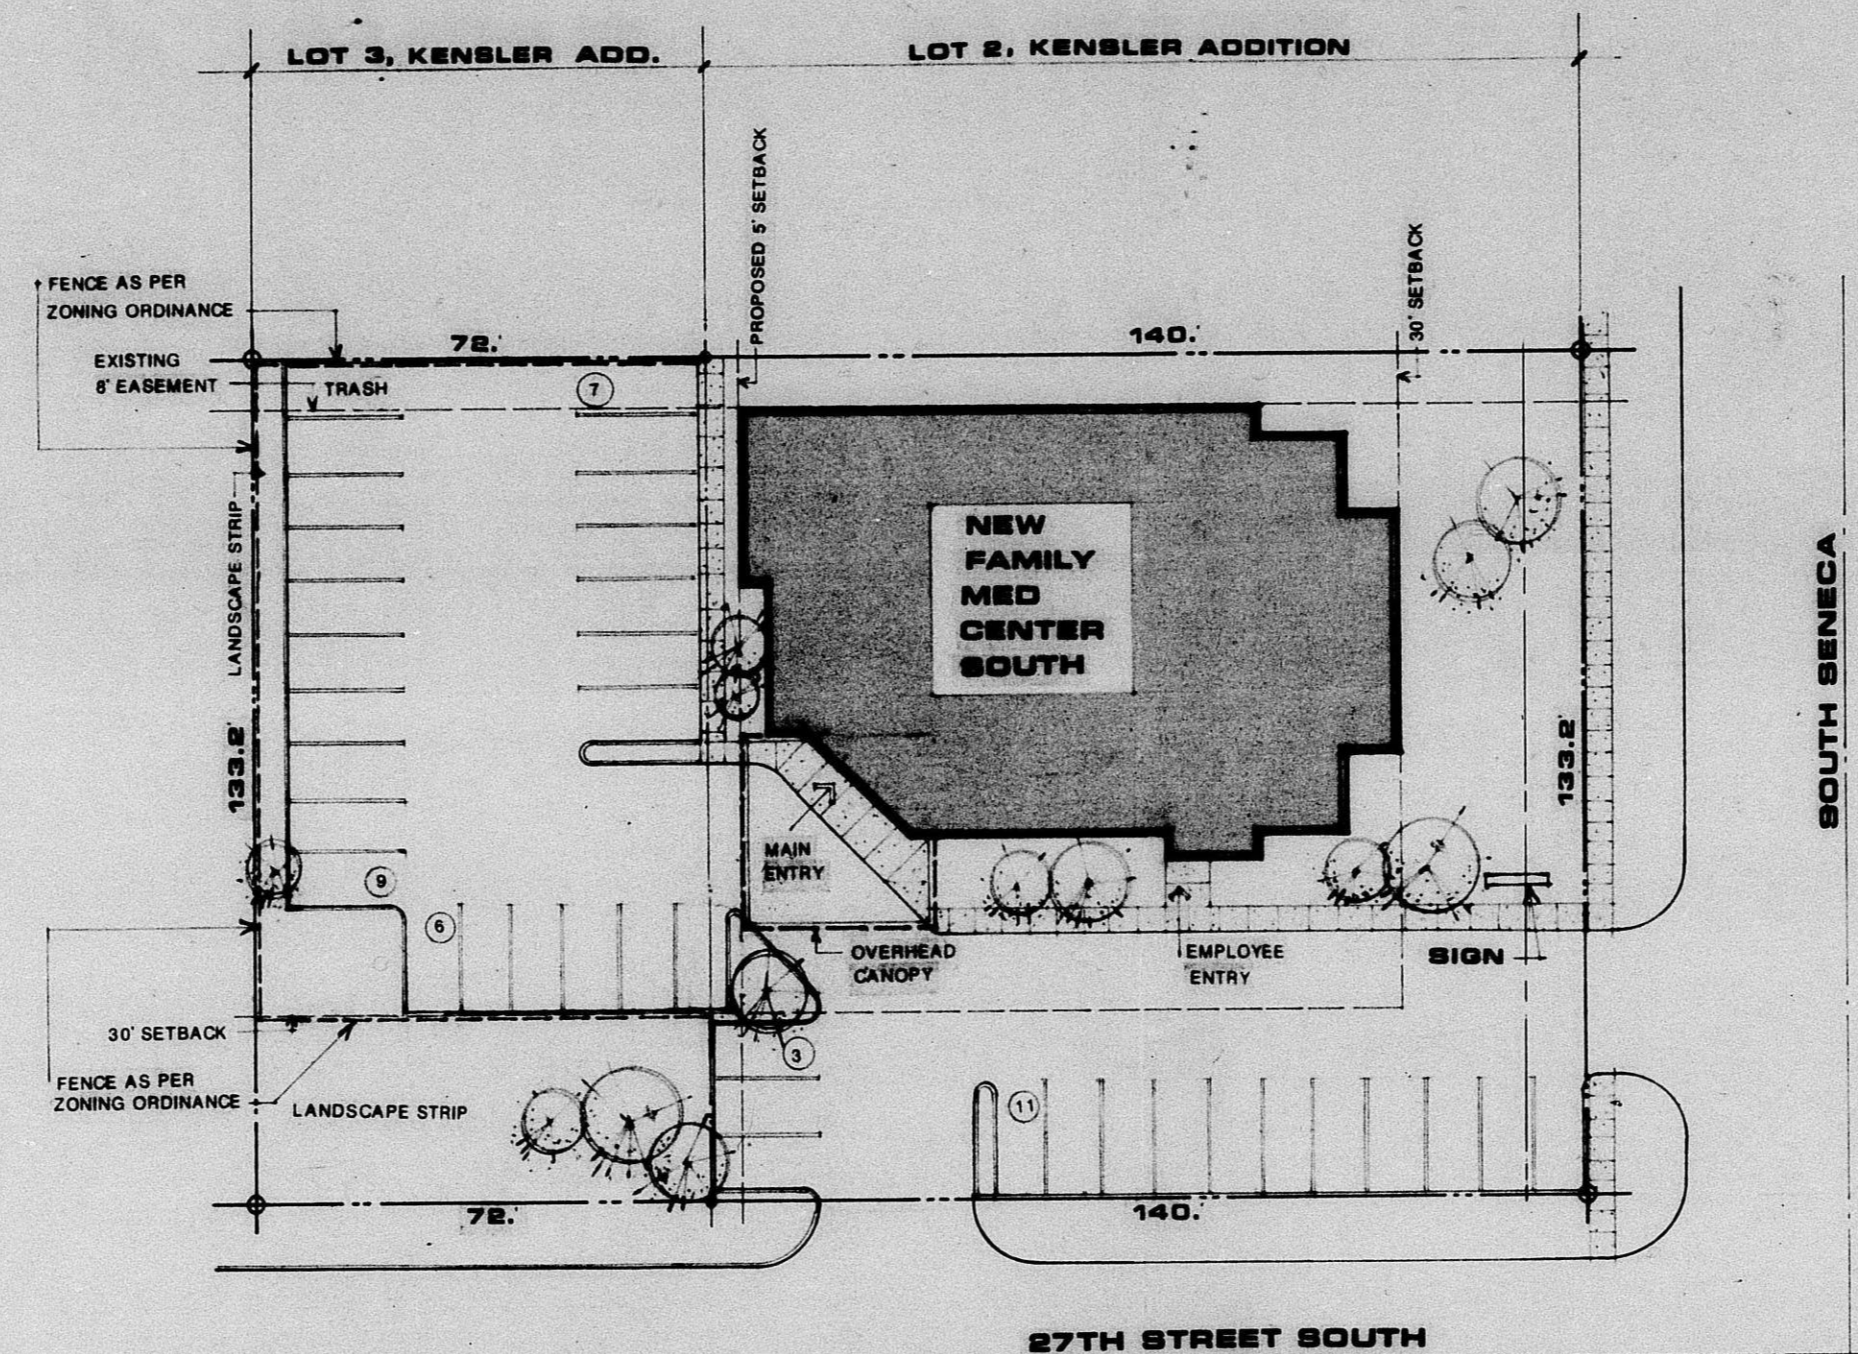 LOT 3, KENSLER ADD.
LOT 2, KENSLER ADDITION
PROPOSED 5' SETBACK
30' SETBACK
FENCE AS PER
ZONING ORDINANCE
72.'
140.'
EXISTING
8' EASEMENT
TRASH
7
LANDSCAPE STRIP
NEW
FAMILY
MED
CENTER
SOUTH
SOUTH SENECA
133.2'
133.2'
MAIN
ENTRY
9
6
OVERHEAD
CANOPY
EMPLOYEE
ENTRY
SIGN
30' SETBACK
3
FENCE AS PER
ZONING ORDINANCE
LANDSCAPE STRIP
11
72.'
140.'
27TH STREET SOUTH